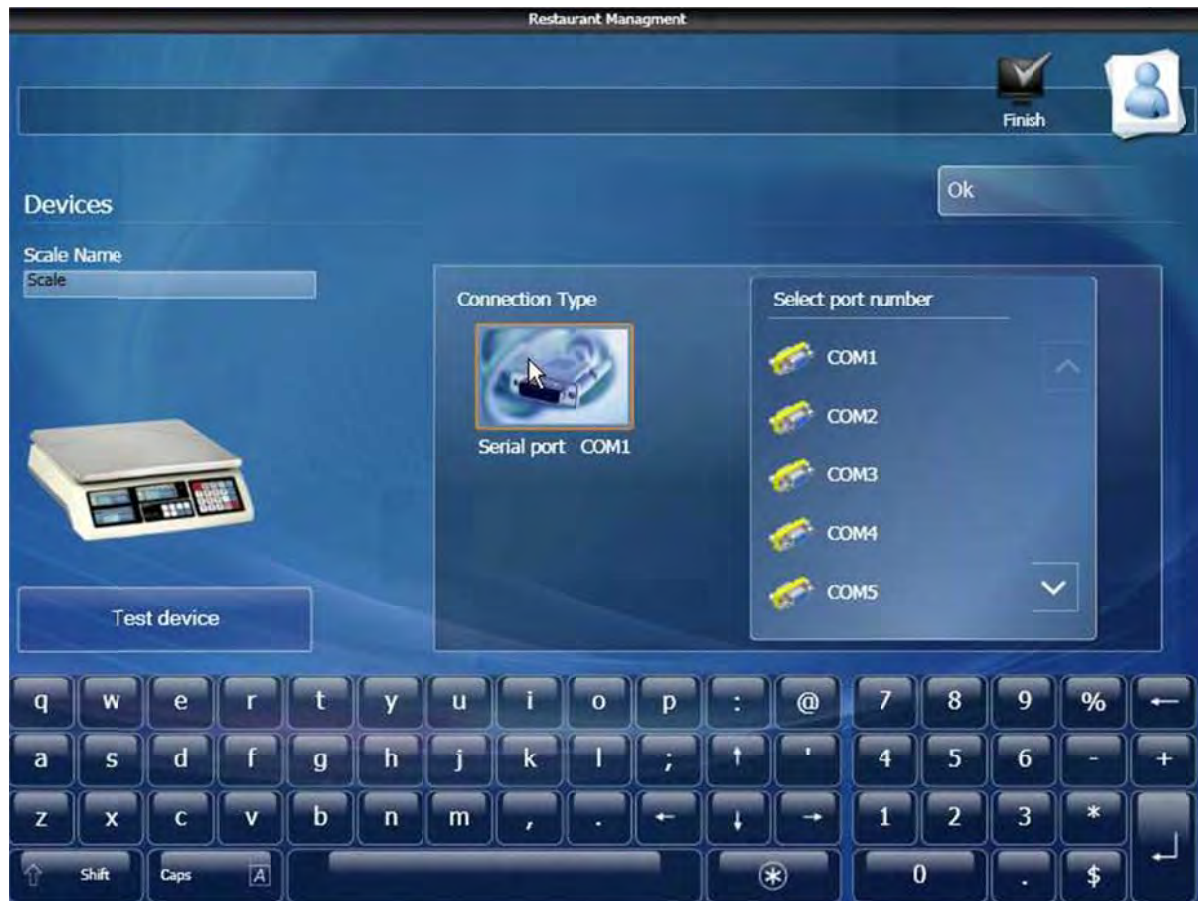 Restaurant Managment
Finish
Ok
Devices
Scale Name
Scale
Connection Type
Serial port COM1
Select port number
COM1
COM2
COM3
COM4
COM5
Test device
q w e r t y u i o p : @ 7 8 9 % ←
a s d f g h j k l ; ↑ ' 4 5 6 - +
z x c v b n m , . ← ↓ → 1 2 3 * ↵
⇧ Shift Caps A ⊛ 0 . $